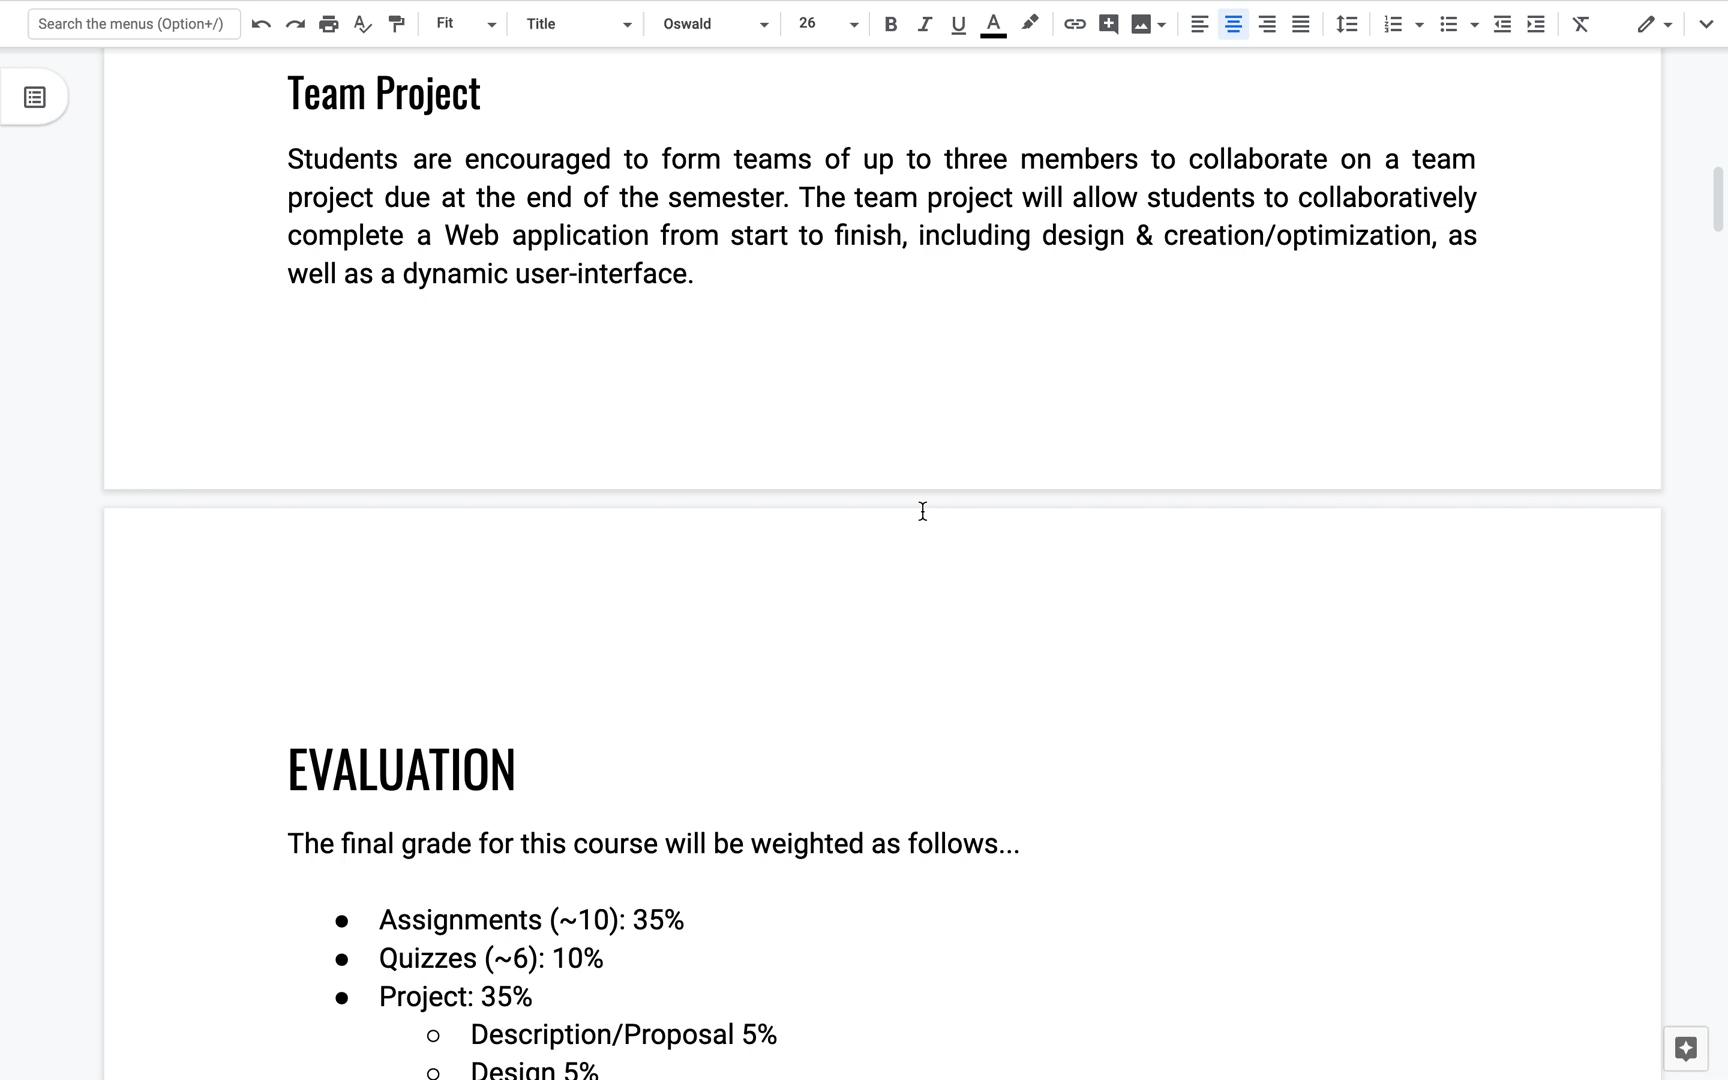 Search the menus (Option+/)
Fit
Title
Oswald
26
B I U A
Team Project
Students are encouraged to form teams of up to three members to collaborate on a team
project due at the end of the semester. The team project will allow students to collaboratively
complete a Web application from start to finish, including design & creation/optimization, as
well as a dynamic user-interface.
EVALUATION
The final grade for this course will be weighted as follows...
● Assignments (~10): 35%
● Quizzes (~6): 10%
● Project: 35%
○ Description/Proposal 5%
○ Design 5%